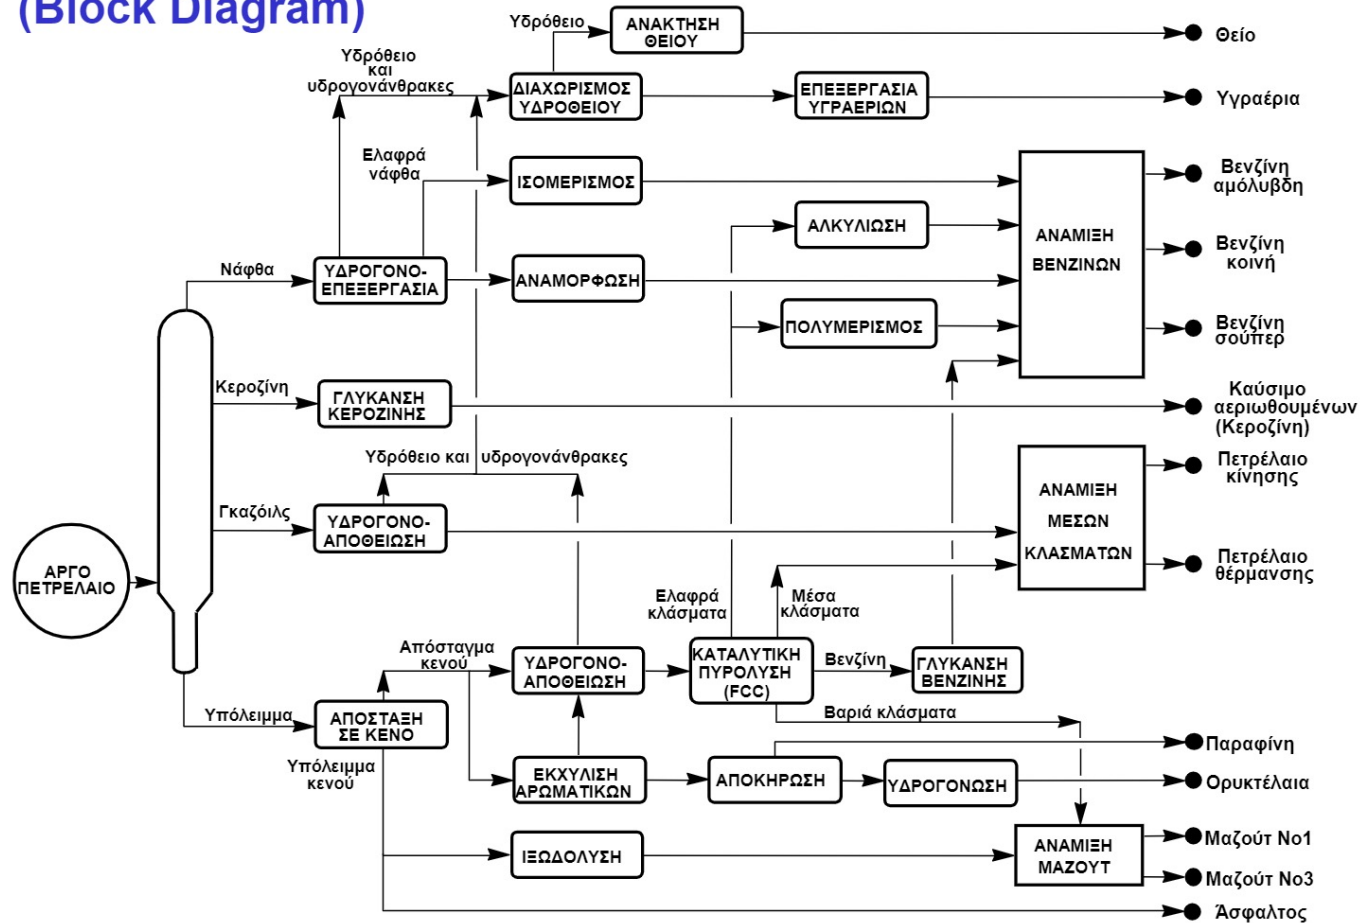 (Block Diagram)
Υδρόθειο
ΑΝΑΚΤΗΣΗ
ΘΕΙΟΥ
Θείο
Υδρόθειο
και
υδρογονάνθρακες
ΔΙΑΧΩΡΙΣΜΟΣ
ΥΔΡΟΘΕΙΟΥ
ΕΠΕΞΕΡΓΑΣΙΑ
ΥΓΡΑΕΡΙΩΝ
Υγραέρια
Ελαφρά
νάφθα
ΙΣΟΜΕΡΙΣΜΟΣ
ΑΛΚΥΛΙΩΣΗ
ΑΝΑΜΙΞΗ
ΒΕΝΖΙΝΩΝ
Βενζίνη
αμόλυβδη
Βενζίνη
κοινή
Βενζίνη
σούπερ
Νάφθα
ΥΔΡΟΓΟΝΟ-
ΕΠΕΞΕΡΓΑΣΙΑ
ΑΝΑΜΟΡΦΩΣΗ
ΠΟΛΥΜΕΡΙΣΜΟΣ
Κεροζίνη
ΓΛΥΚΑΝΣΗ
ΚΕΡΟΖΙΝΗΣ
Καύσιμο
αεριωθουμένων
(Κεροζίνη)
Υδρόθειο και υδρογονάνθρακες
Γκαζόιλς
ΥΔΡΟΓΟΝΟ-
ΑΠΟΘΕΙΩΣΗ
ΑΝΑΜΙΞΗ
ΜΕΣΩΝ
ΚΛΑΣΜΑΤΩΝ
Πετρέλαιο
κίνησης
Πετρέλαιο
θέρμανσης
ΑΡΓΟ
ΠΕΤΡΕΛΑΙΟ
Ελαφρά
κλάσματα
Μέσα
κλάσματα
Απόσταγμα
κενού
ΥΔΡΟΓΟΝΟ-
ΑΠΟΘΕΙΩΣΗ
ΚΑΤΑΛΥΤΙΚΗ
ΠΥΡΟΛΥΣΗ
(FCC)
Βενζίνη
ΓΛΥΚΑΝΣΗ
ΒΕΝΖΙΝΗΣ
Υπόλειμμα
ΑΠΟΣΤΑΞΗ
ΣΕ ΚΕΝΟ
Βαριά κλάσματα
Υπόλειμμα
κενού
ΕΚΧΥΛΙΣΗ
ΑΡΩΜΑΤΙΚΩΝ
ΑΠΟΚΗΡΩΣΗ
ΥΔΡΟΓΟΝΩΣΗ
Παραφίνη
Ορυκτέλαια
ΙΞΩΔΟΛΥΣΗ
ΑΝΑΜΙΞΗ
ΜΑΖΟΥΤ
Μαζούτ Νο1
Μαζούτ Νο3
Άσφαλτος